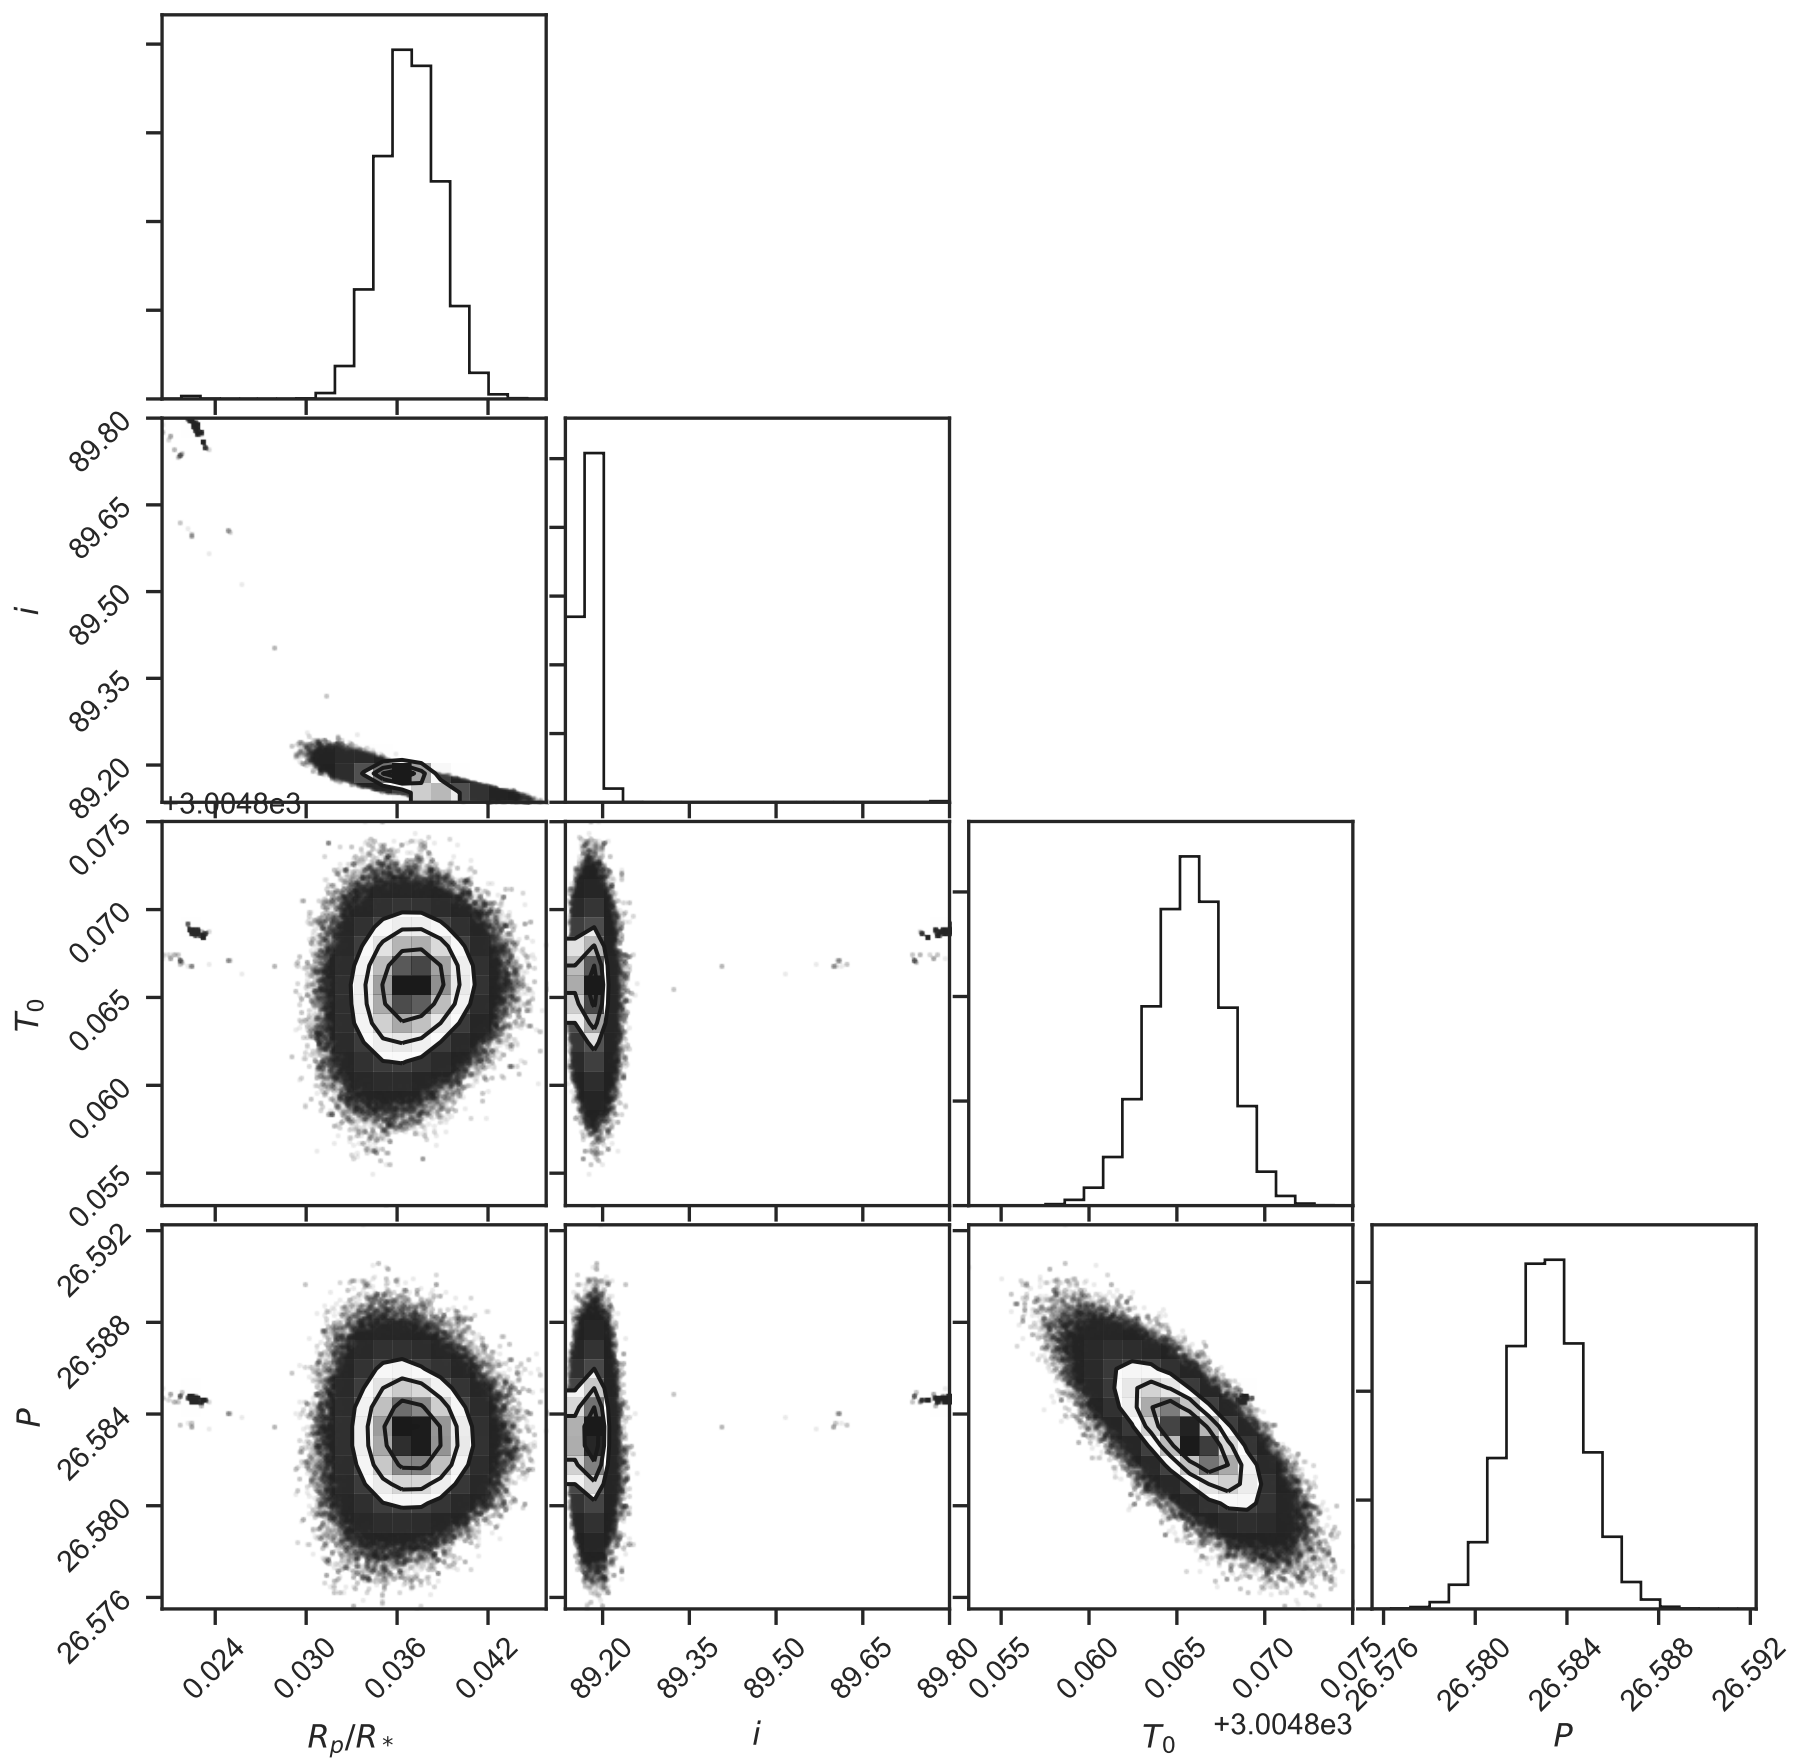 89.80
89.65
89.50
89.35
89.20
i
+3.0048e3
0.075
0.070
0.065
0.060
0.055
T₀
26.592
26.588
26.584
26.580
26.576
P
0.024 0.030 0.036 0.042
89.20 89.35 89.50 89.65 89.80
0.055 0.060 0.065 0.070 0.075
26.576 26.580 26.584 26.588 26.592
+3.0048e3
Rₚ/R* i T₀ P